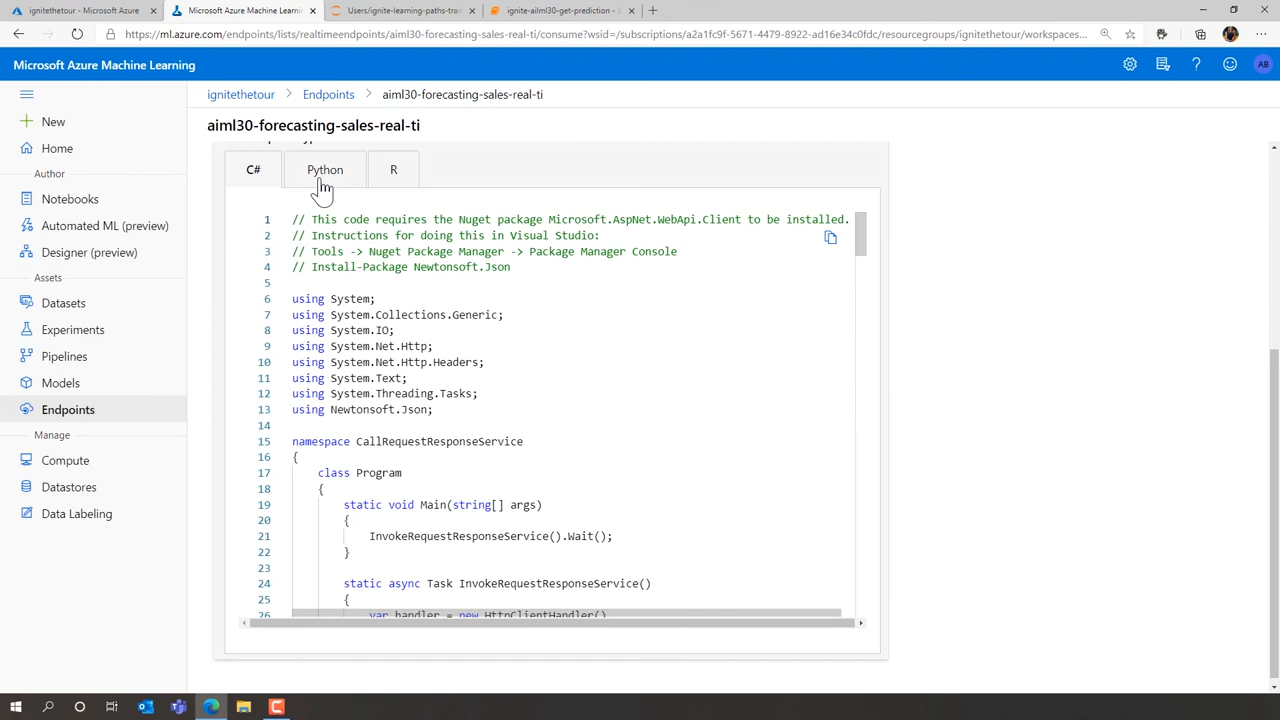 ignitethetour - Microsoft Azure
Microsoft Azure Machine Learnin
Users/ignite-learning-paths-trai
ignite-ailml30-get-prediction - J
https://ml.azure.com/endpoints/lists/realtimeendpoints/aiml30-forecasting-sales-real-ti/consume?wsid=/subscriptions/a2a1fc9f-5671-4479-8922-ad16e34c0fdc/resourcegroups/ignitethetour/workspaces...
Microsoft Azure Machine Learning
AB
New
Home
Author
Notebooks
Automated ML (preview)
Designer (preview)
Assets
Datasets
Experiments
Pipelines
Models
Endpoints
Manage
Compute
Datastores
Data Labeling
ignitethetour > Endpoints > aiml30-forecasting-sales-real-ti
aiml30-forecasting-sales-real-ti
C# Python R
1 // This code requires the Nuget package Microsoft.AspNet.WebApi.Client to be installed.
2 // Instructions for doing this in Visual Studio:
3 // Tools -> Nuget Package Manager -> Package Manager Console
4 // Install-Package Newtonsoft.Json
5
6 using System;
7 using System.Collections.Generic;
8 using System.IO;
9 using System.Net.Http;
10 using System.Net.Http.Headers;
11 using System.Text;
12 using System.Threading.Tasks;
13 using Newtonsoft.Json;
14
15 namespace CallRequestResponseService
16 {
17 class Program
18 {
19 static void Main(string[] args)
20 {
21 InvokeRequestResponseService().Wait();
22 }
23
24 static async Task InvokeRequestResponseService()
25 {
26 var handler = new HttpClientHandler()